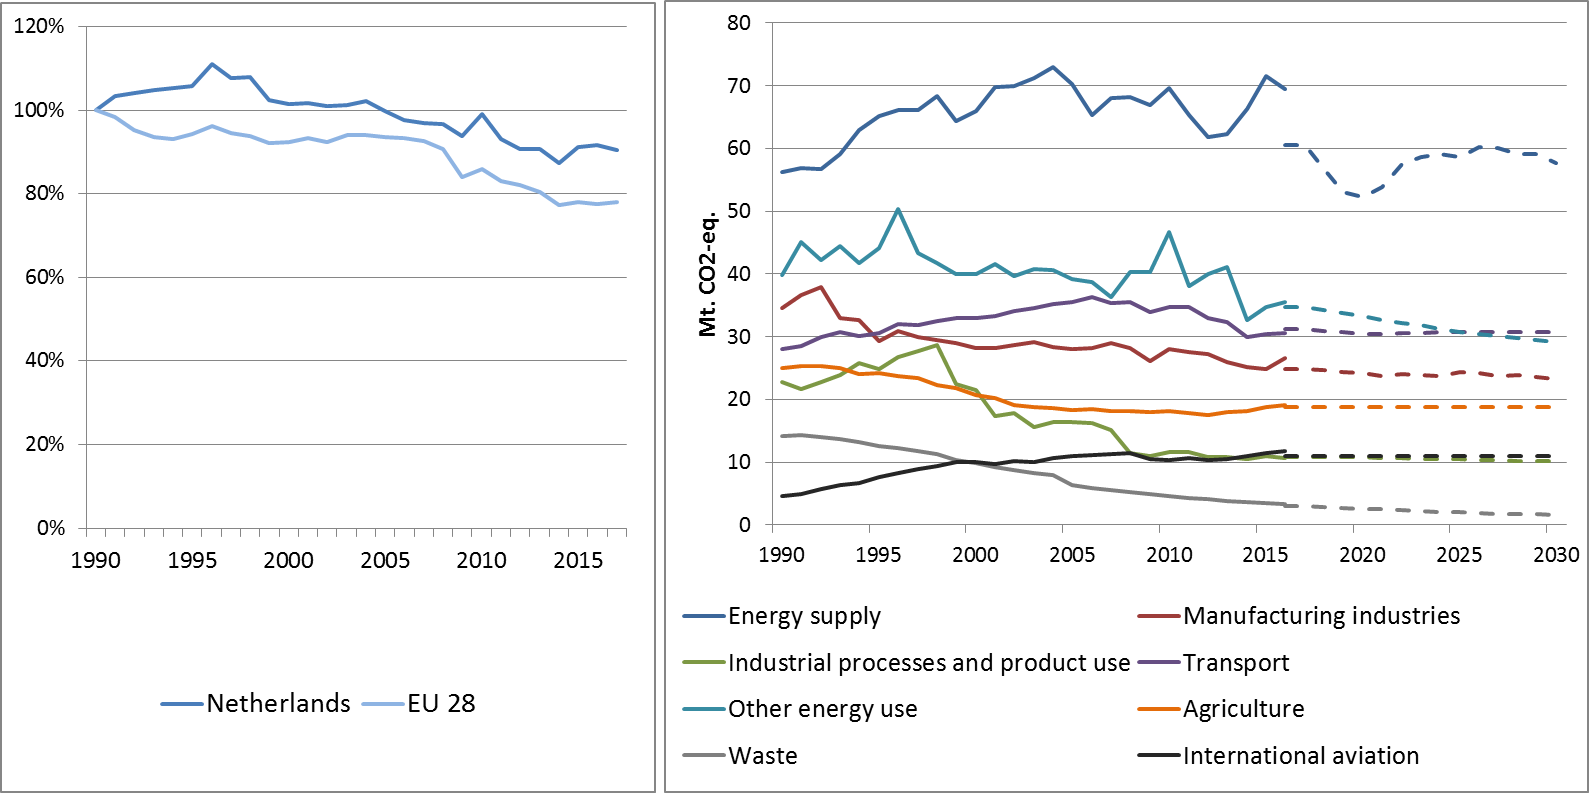 120%
100%
80%
60%
40%
20%
0%
1990 1995 2000 2005 2010 2015
Netherlands EU 28
Mt. CO2-eq.
80
70
60
50
40
30
20
10
0
1990 1995 2000 2005 2010 2015 2020 2025 2030
Energy supply Manufacturing industries
Industrial processes and product use Transport
Other energy use Agriculture
Waste International aviation